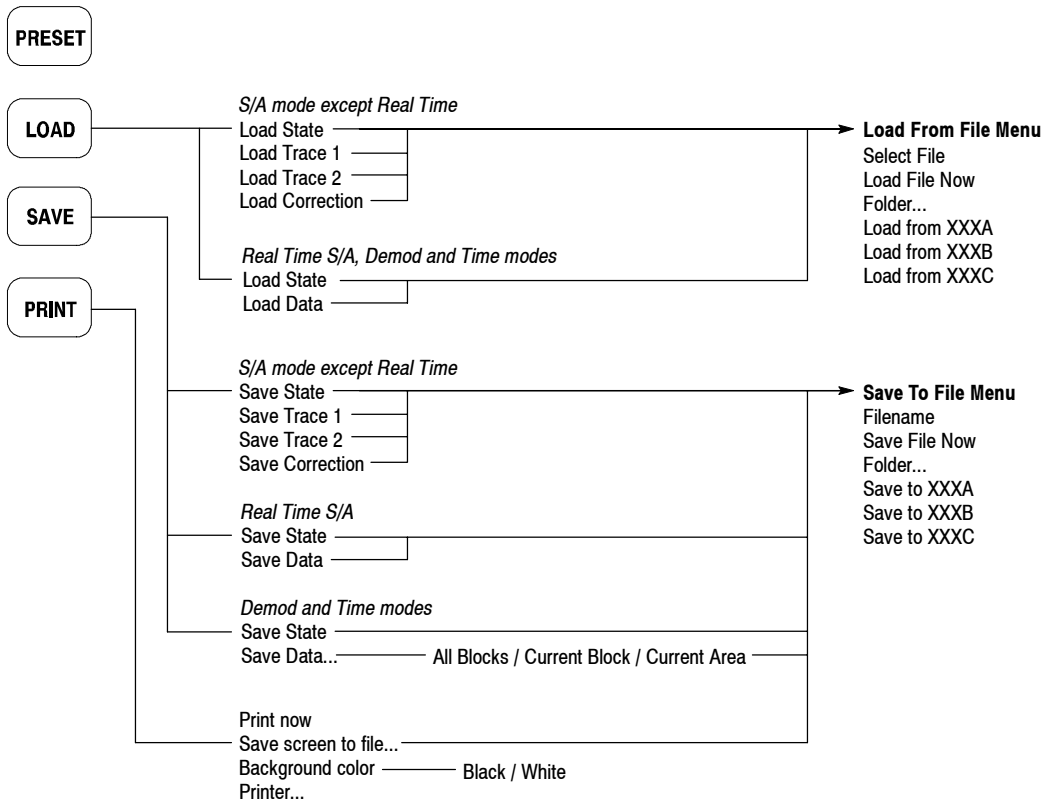 PRESET
LOAD
SAVE
PRINT
S/A mode except Real Time
Load State
Load Trace 1
Load Trace 2
Load Correction
Real Time S/A, Demod and Time modes
Load State
Load Data
Load From File Menu
Select File
Load File Now
Folder...
Load from XXXA
Load from XXXB
Load from XXXC
S/A mode except Real Time
Save State
Save Trace 1
Save Trace 2
Save Correction
Real Time S/A
Save State
Save Data
Demod and Time modes
Save State
Save Data... All Blocks / Current Block / Current Area
Save To File Menu
Filename
Save File Now
Folder...
Save to XXXA
Save to XXXB
Save to XXXC
Print now
Save screen to file...
Background color Black / White
Printer...